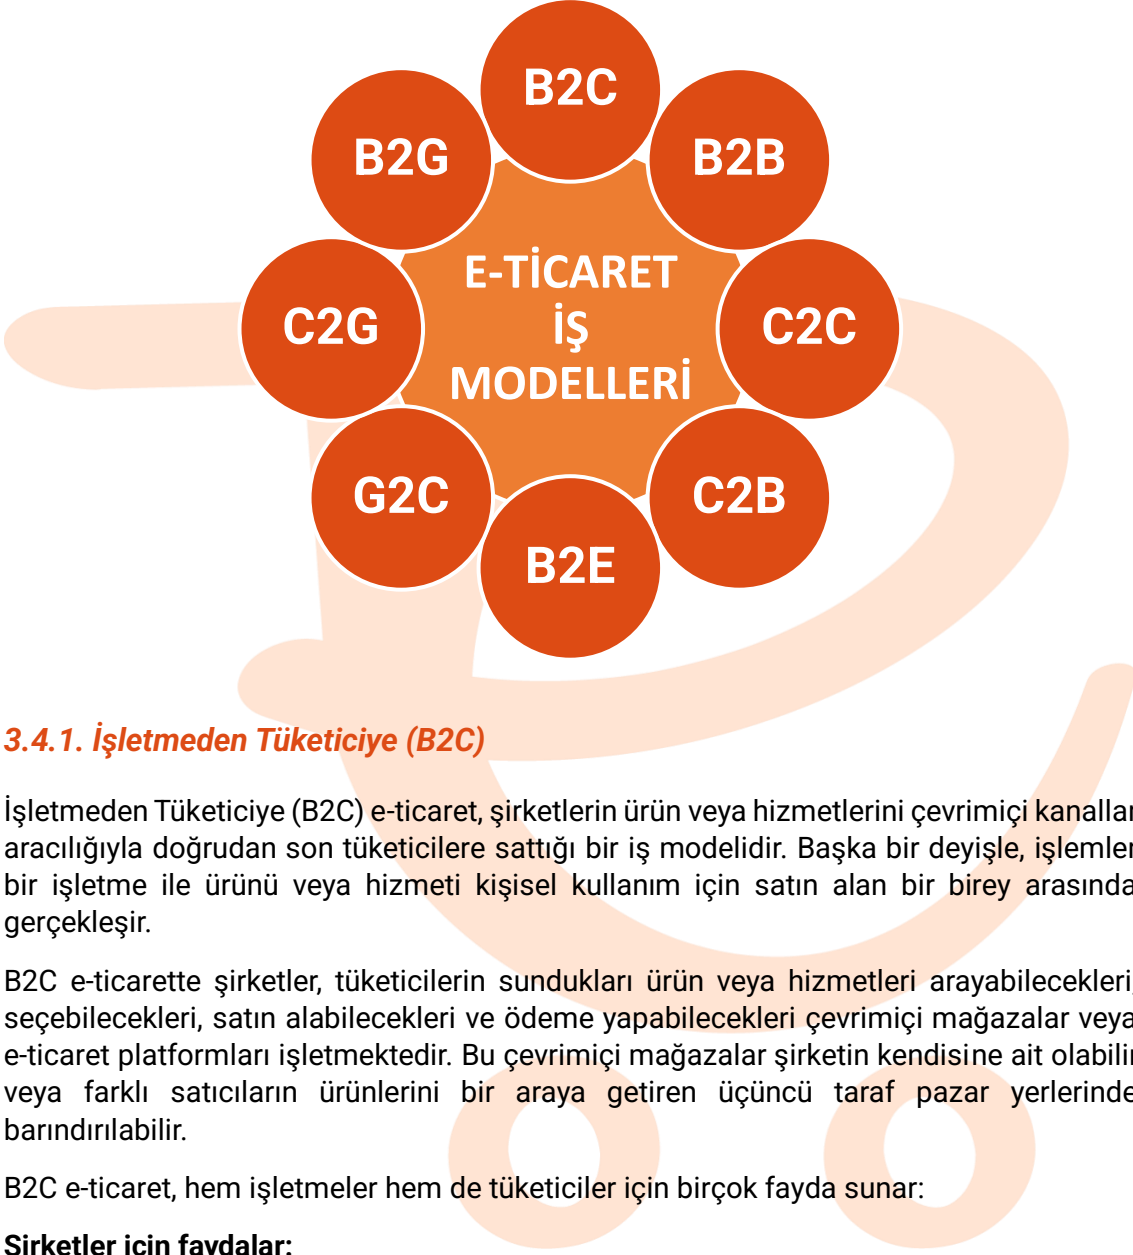 B2C
B2G
B2B
E-TİCARET
İŞ
MODELLERİ
C2G
C2C
G2C
C2B
B2E
3.4.1. İşletmeden Tüketiciye (B2C)
İşletmeden Tüketiciye (B2C) e-ticaret, şirketlerin ürün veya hizmetlerini çevrimiçi kanallar
aracılığıyla doğrudan son tüketicilere sattığı bir iş modelidir. Başka bir deyişle, işlemler
bir işletme ile ürünü veya hizmeti kişisel kullanım için satın alan bir birey arasında
gerçekleşir.
B2C e-ticarette şirketler, tüketicilerin sundukları ürün veya hizmetleri arayabilecekleri,
seçebilecekleri, satın alabilecekleri ve ödeme yapabilecekleri çevrimiçi mağazalar veya
e-ticaret platformları işletmektedir. Bu çevrimiçi mağazalar şirketin kendisine ait olabilir
veya farklı satıcıların ürünlerini bir araya getiren üçüncü taraf pazar yerlerinde
barındırılabilir.
B2C e-ticaret, hem işletmeler hem de tüketiciler için birçok fayda sunar:
Şirketler için faydalar: